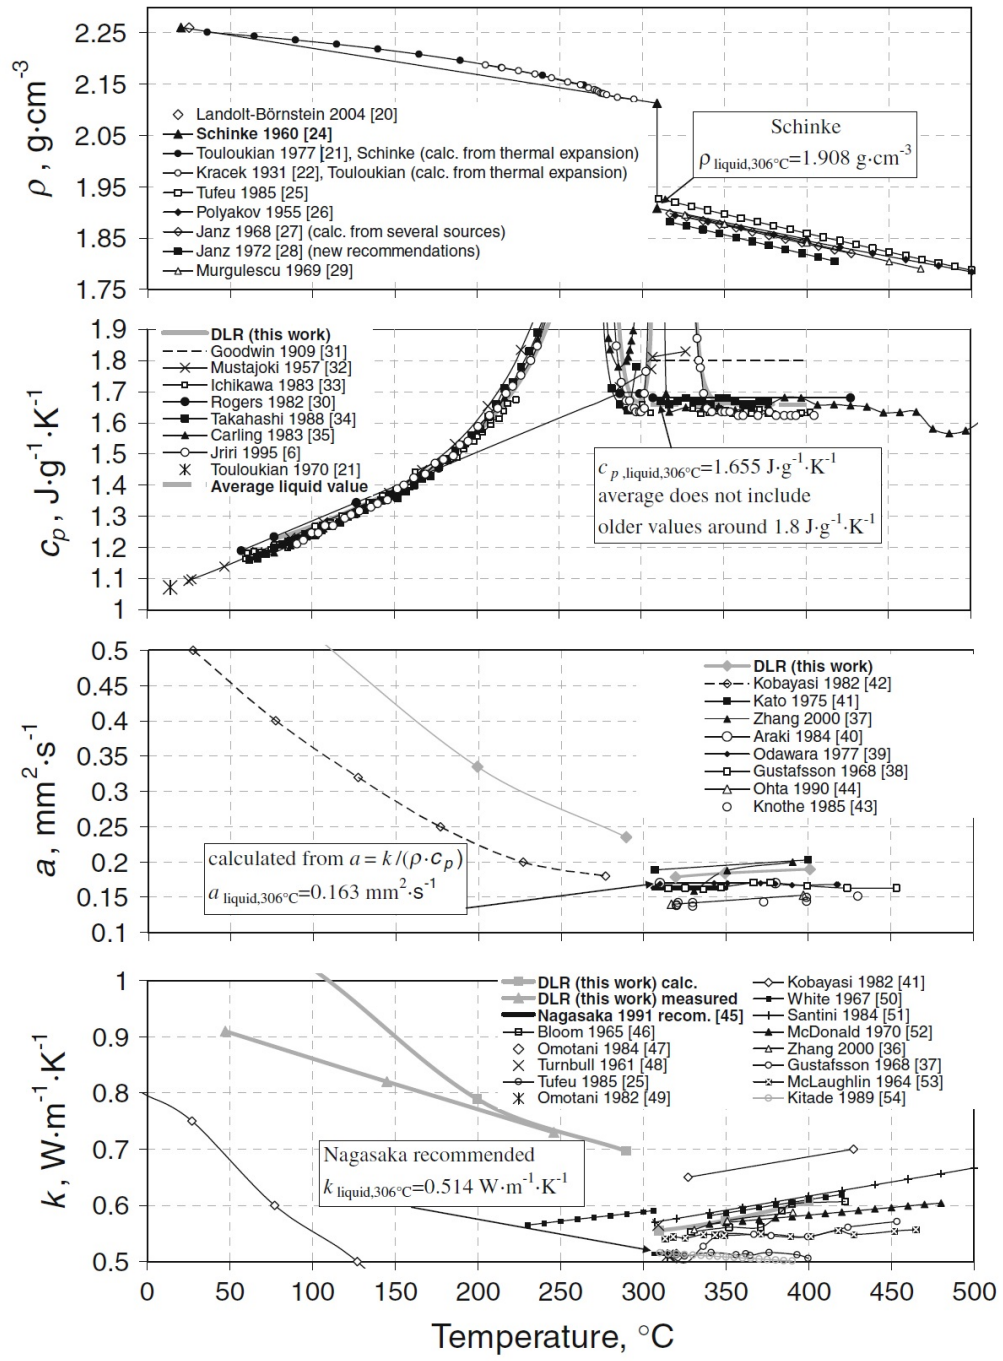 2.25
2.15
2.05
1.95
1.85
1.75
ρ , g·cm⁻³
Landolt-Börnstein 2004 [20]
Schinke 1960 [24]
Touloukian 1977 [21], Schinke (calc. from thermal expansion)
Kracek 1931 [22], Touloukian (calc. from thermal expansion)
Tufeu 1985 [25]
Polyakov 1955 [26]
Janz 1968 [27] (calc. from several sources)
Janz 1972 [28] (new recommendations)
Murgulescu 1969 [29]
Schinke
ρ liquid,306°C=1.908 g·cm⁻³
1.9
1.8
1.7
1.6
1.5
1.4
1.3
1.2
1.1
1
cp, J·g⁻¹·K⁻¹
DLR (this work)
Goodwin 1909 [31]
Mustajoki 1957 [32]
Ichikawa 1983 [33]
Rogers 1982 [30]
Takahashi 1988 [34]
Carling 1983 [35]
Jriri 1995 [6]
Touloukian 1970 [21]
Average liquid value
cp,liquid,306°C=1.655 J·g⁻¹·K⁻¹
average does not include
older values around 1.8 J·g⁻¹·K⁻¹
0.5
0.45
0.4
0.35
0.3
0.25
0.2
0.15
0.1
a, mm²·s⁻¹
DLR (this work)
Kobayasi 1982 [42]
Kato 1975 [41]
Zhang 2000 [37]
Araki 1984 [40]
Odawara 1977 [39]
Gustafsson 1968 [38]
Ohta 1990 [44]
Knothe 1985 [43]
calculated from a = k/(ρ·cp)
a liquid,306°C=0.163 mm²·s⁻¹
1
0.9
0.8
0.7
0.6
0.5
k, W·m⁻¹·K⁻¹
DLR (this work) calc.
DLR (this work) measured
Nagasaka 1991 recom. [45]
Bloom 1965 [46]
Omotani 1984 [47]
Turnbull 1961 [48]
Tufeu 1985 [25]
Omotani 1982 [49]
Kobayasi 1982 [41]
White 1967 [50]
Santini 1984 [51]
McDonald 1970 [52]
Zhang 2000 [36]
Gustafsson 1968 [37]
McLaughlin 1964 [53]
Kitade 1989 [54]
Nagasaka recommended
k liquid,306°C=0.514 W·m⁻¹·K⁻¹
0 50 100 150 200 250 300 350 400 450 500
Temperature, °C